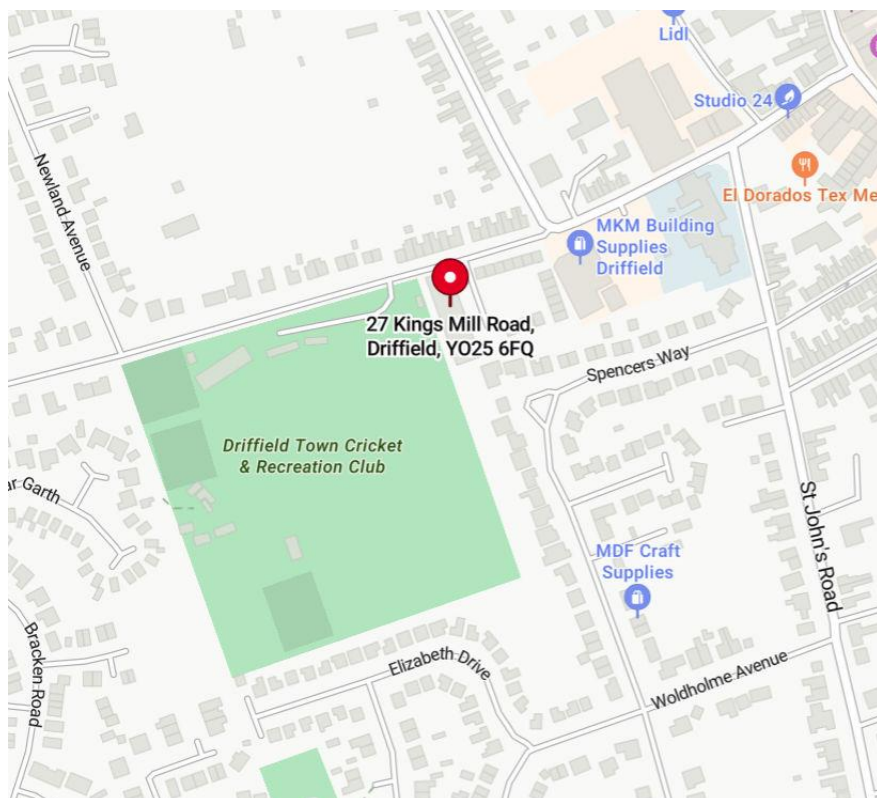 Lidl
Studio 24
El Dorados Tex Me
MKM Building
Supplies
Driffield
Newland Avenue
27 Kings Mill Road,
Driffield, YO25 6FQ
Spencers Way
Driffield Town Cricket
& Recreation Club
ar Garth
St John's Road
MDF Craft
Supplies
Bracken Road
Elizabeth Drive
Woldholme Avenue